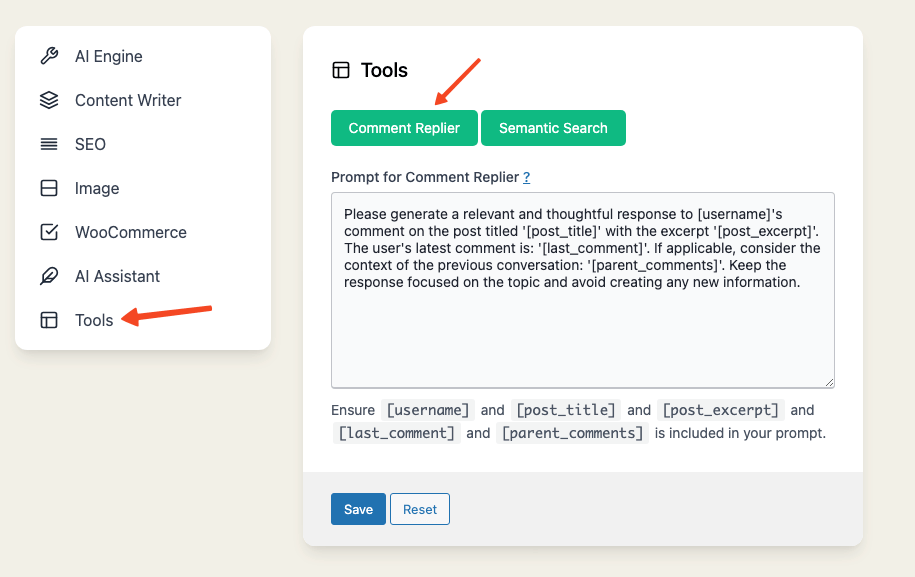 AI Engine
Content Writer
SEO
Image
WooCommerce
AI Assistant
Tools
Tools
Comment Replier
Semantic Search
Prompt for Comment Replier ?
Please generate a relevant and thoughtful response to [username]'s
comment on the post titled '[post_title]' with the excerpt '[post_excerpt]'.
The user's latest comment is: '[last_comment]'. If applicable, consider the
context of the previous conversation: '[parent_comments]'. Keep the
response focused on the topic and avoid creating any new information.
Ensure [username] and [post_title] and [post_excerpt] and
[last_comment] and [parent_comments] is included in your prompt.
Save
Reset